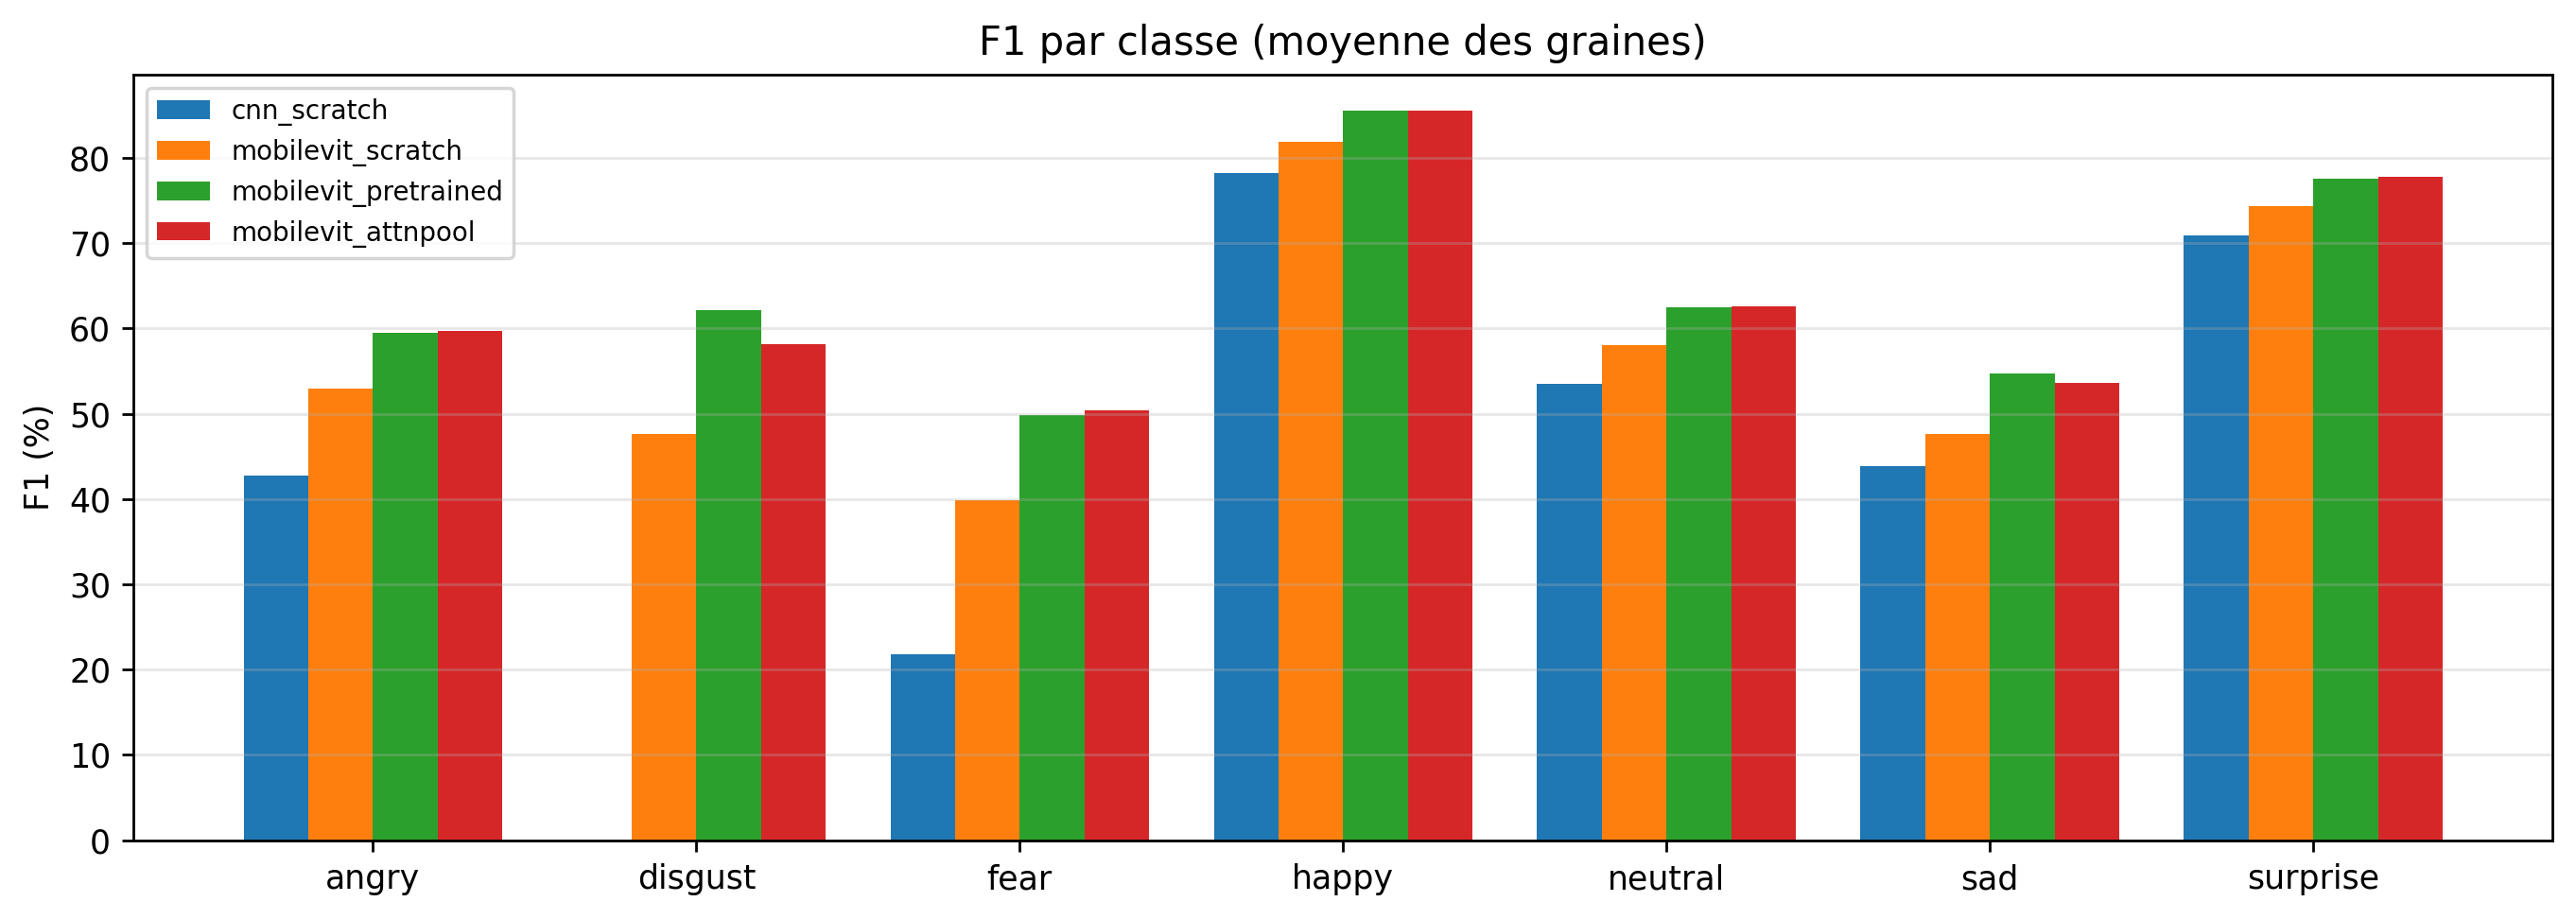 F1 par classe (moyenne des graines)
cnn_scratch
mobilevit_scratch
mobilevit_pretrained
mobilevit_attnpool
F1 (%)
80
70
60
50
40
30
20
10
0
angry disgust fear happy neutral sad surprise